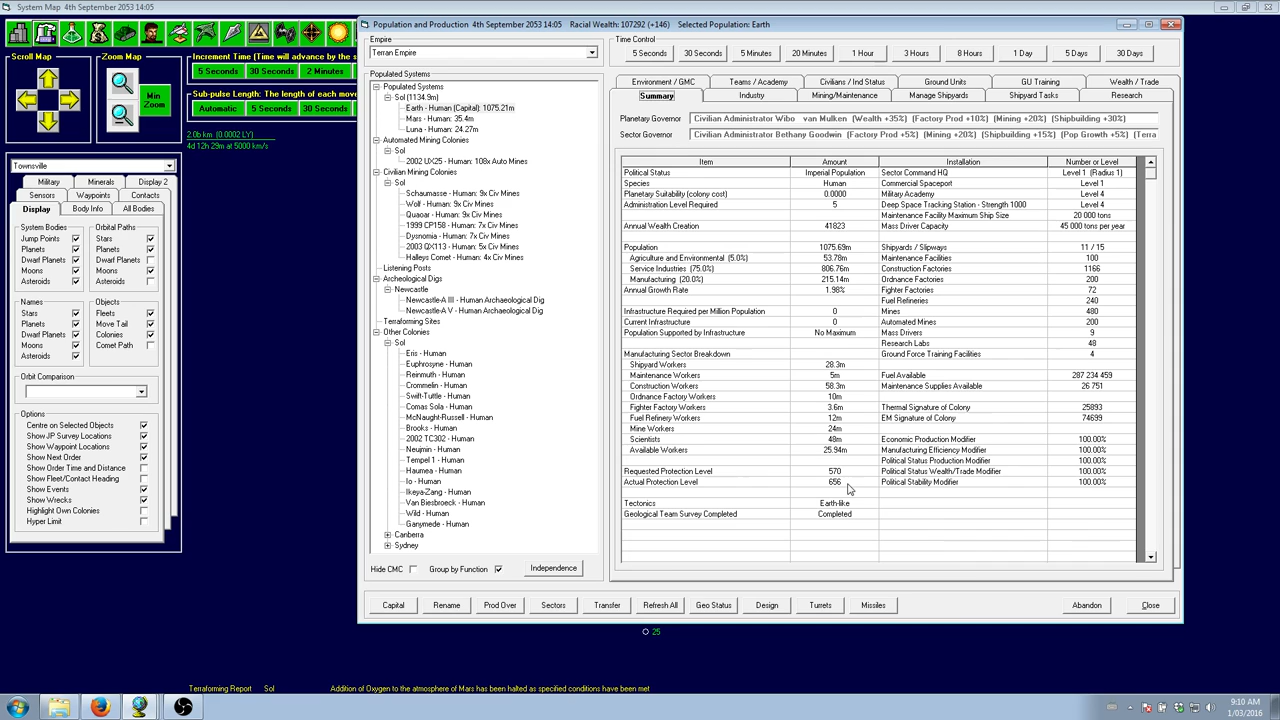 System Map   4th September 2053 14:05
Scroll Map
Zoom Map
Min
Zoom
Increment Time (Time will advance by the s
5 Seconds
30 Seconds
2 Minutes
Sub-pulse Length: The length of each move
Automatic
5 Seconds
30 Seconds
2.0b km  (0.0002 LY)
4d 12h 29m at 5000 km/s
Townsville
Military
Minerals
Display 2
Sensors
Waypoints
Contacts
Display
Body Info
All Bodies
System Bodies
Jump Points
Planets
Dwarf Planets
Moons
Asteroids
Orbital Paths
Stars
Planets
Dwarf Planets
Moons
Asteroids
Names
Stars
Planets
Dwarf Planets
Moons
Asteroids
Objects
Fleets
Move Tail
Colonies
Comet Path
Orbit Comparison
Options
Centre on Selected Objects
Show JP Survey Locations
Show Waypoint Locations
Show Next Order
Show Order Time and Distance
Show Fleet/Contact Heading
Show Events
Show Wrecks
Highlight Own Colonies
Hyper Limit
Population and Production   4th September 2053 14:05   Racial Wealth: 107292 (+146)   Selected Population: Earth
Empire
Terran Empire
Populated Systems
Populated Systems
Sol (1134.9m)
Earth - Human (Capital): 1075.21m
Mars - Human: 35.4m
Luna - Human: 24.27m
Automated Mining Colonies
Sol
2002 UX25 - Human: 108x Auto Mines
Civilian Mining Colonies
Sol
Schaumasse - Human: 9x Civ Mines
Wolf - Human: 9x Civ Mines
Quaoar - Human: 9x Civ Mines
1999 CP158 - Human: 7x Civ Mines
Dysnomia - Human: 7x Civ Mines
2003 QX113 - Human: 5x Civ Mines
Halleys Comet - Human: 4x Civ Mines
Listening Posts
Archeological Digs
Newcastle
Newcastle-A III - Human Archaeological Dig
Newcastle-A V - Human Archaeological Dig
Terraforming Sites
Other Colonies
Sol
Eris - Human
Euphrosyne - Human
Reinmuth - Human
Crommelin - Human
Swift-Tuttle - Human
Comas Sola - Human
McNaught-Russell - Human
Brooks - Human
2002 TC302 - Human
Neujmin - Human
Tempel 1 - Human
Haumea - Human
Io - Human
Ikeya-Zang - Human
Van Biesbroeck - Human
Wild - Human
Ganymede - Human
Canberra
Sydney
Hide CMC
Group by Function
Independence
Time Control
5 Seconds
30 Seconds
5 Minutes
20 Minutes
1 Hour
3 Hours
8 Hours
1 Day
5 Days
30 Days
Environment / GMC
Teams / Academy
Civilians / Ind Status
Ground Units
GU Training
Wealth / Trade
Summary
Industry
Mining/Maintenance
Manage Shipyards
Shipyard Tasks
Research
Planetary Governor
Civilian Administrator Wibo   van Mulken  (Wealth +35%)  (Factory Prod +10%)  (Mining +20%)  (Shipbuilding +30%)
Sector Governor
Civilian Administrator Bethany Goodwin  (Factory Prod +5%)  (Mining +20%)  (Shipbuilding +15%)  (Pop Growth +5%)  (Terra
Item   Amount   Installation   Number or Level
Political Status   Imperial Population   Sector Command HQ   Level 1  (Radius 1)
Species   Human   Commercial Spaceport   Level 1
Planetary Suitability (colony cost)   0.0000   Military Academy   Level 4
Administration Level Required   5   Deep Space Tracking Station - Strength 1000   Level 4
Maintenance Facility Maximum Ship Size   20 000 tons
Annual Wealth Creation   41823   Mass Driver Capacity   45 000 tons per year
Population   1075.69m   Shipyards / Slipways   11 / 15
Agriculture and Environmental  (5.0%)   53.78m   Maintenance Facilities   100
Service Industries  (75.0%)   806.76m   Construction Factories   1166
Manufacturing  (20.0%)   215.14m   Ordnance Factories   200
Annual Growth Rate   1.98%   Fighter Factories   72
Fuel Refineries   240
Infrastructure Required per Million Population   0   Mines   480
Current Infrastructure   0   Automated Mines   200
Population Supported by Infrastructure   No Maximum   Mass Drivers   9
Research Labs   48
Manufacturing Sector Breakdown   Ground Force Training Facilities   4
Shipyard Workers   28.3m
Maintenance Workers   5m   Fuel Available   287 234 459
Construction Workers   58.3m   Maintenance Supplies Available   26 751
Ordnance Factory Workers   10m
Fighter Factory Workers   3.6m   Thermal Signature of Colony   25893
Fuel Refinery Workers   12m   EM Signature of Colony   74699
Mine Workers   24m
Scientists   48m   Economic Production Modifier   100.00%
Available Workers   25.94m   Manufacturing Efficiency Modifier   100.00%
Political Status Production Modifier   100.00%
Requested Protection Level   570   Political Status Wealth/Trade Modifier   100.00%
Actual Protection Level   656   Political Stability Modifier   100.00%
Tectonics   Earth-like
Geological Team Survey Completed   Completed
Capital
Rename
Prod Over
Sectors
Transfer
Refresh All
Geo Status
Design
Turrets
Missiles
Abandon
Close
25
Terraforming Report   Sol   Addition of Oxygen to the atmosphere of Mars has been halted as specified conditions have been met
9:10 AM
1/03/2016